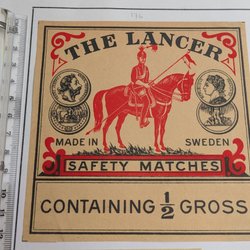 THE LANCER
MADE IN SWEDEN
SAFETY MATCHES
CONTAINING 1/2 GROSS